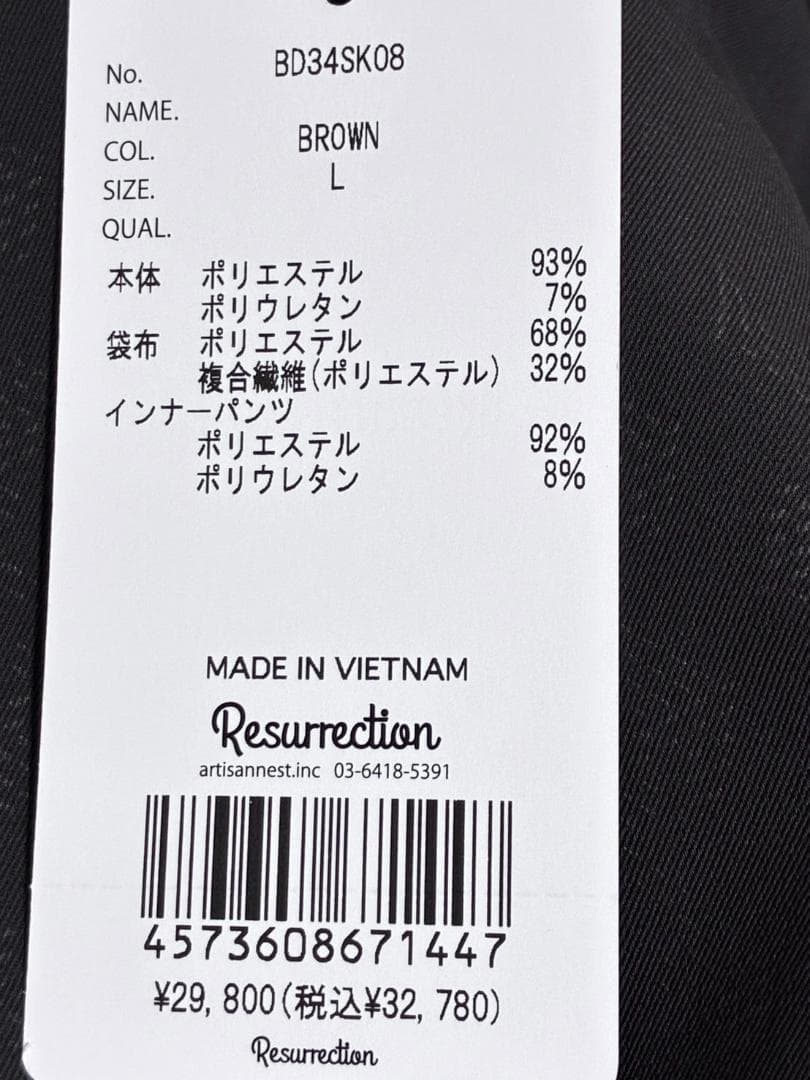 No. BD34SK08
NAME.
COL. BROWN
SIZE. L
QUAL.
本体 ポリエステル 93%
ポリウレタン 7%
袋布 ポリエステル 68%
複合繊維(ポリエステル) 32%
インナーパンツ
ポリエステル 92%
ポリウレタン 8%
MADE IN VIETNAM
Resurrection
artisannest.inc 03-6418-5391
4573608671447
¥29,800(税込¥32,780)
Resurrection